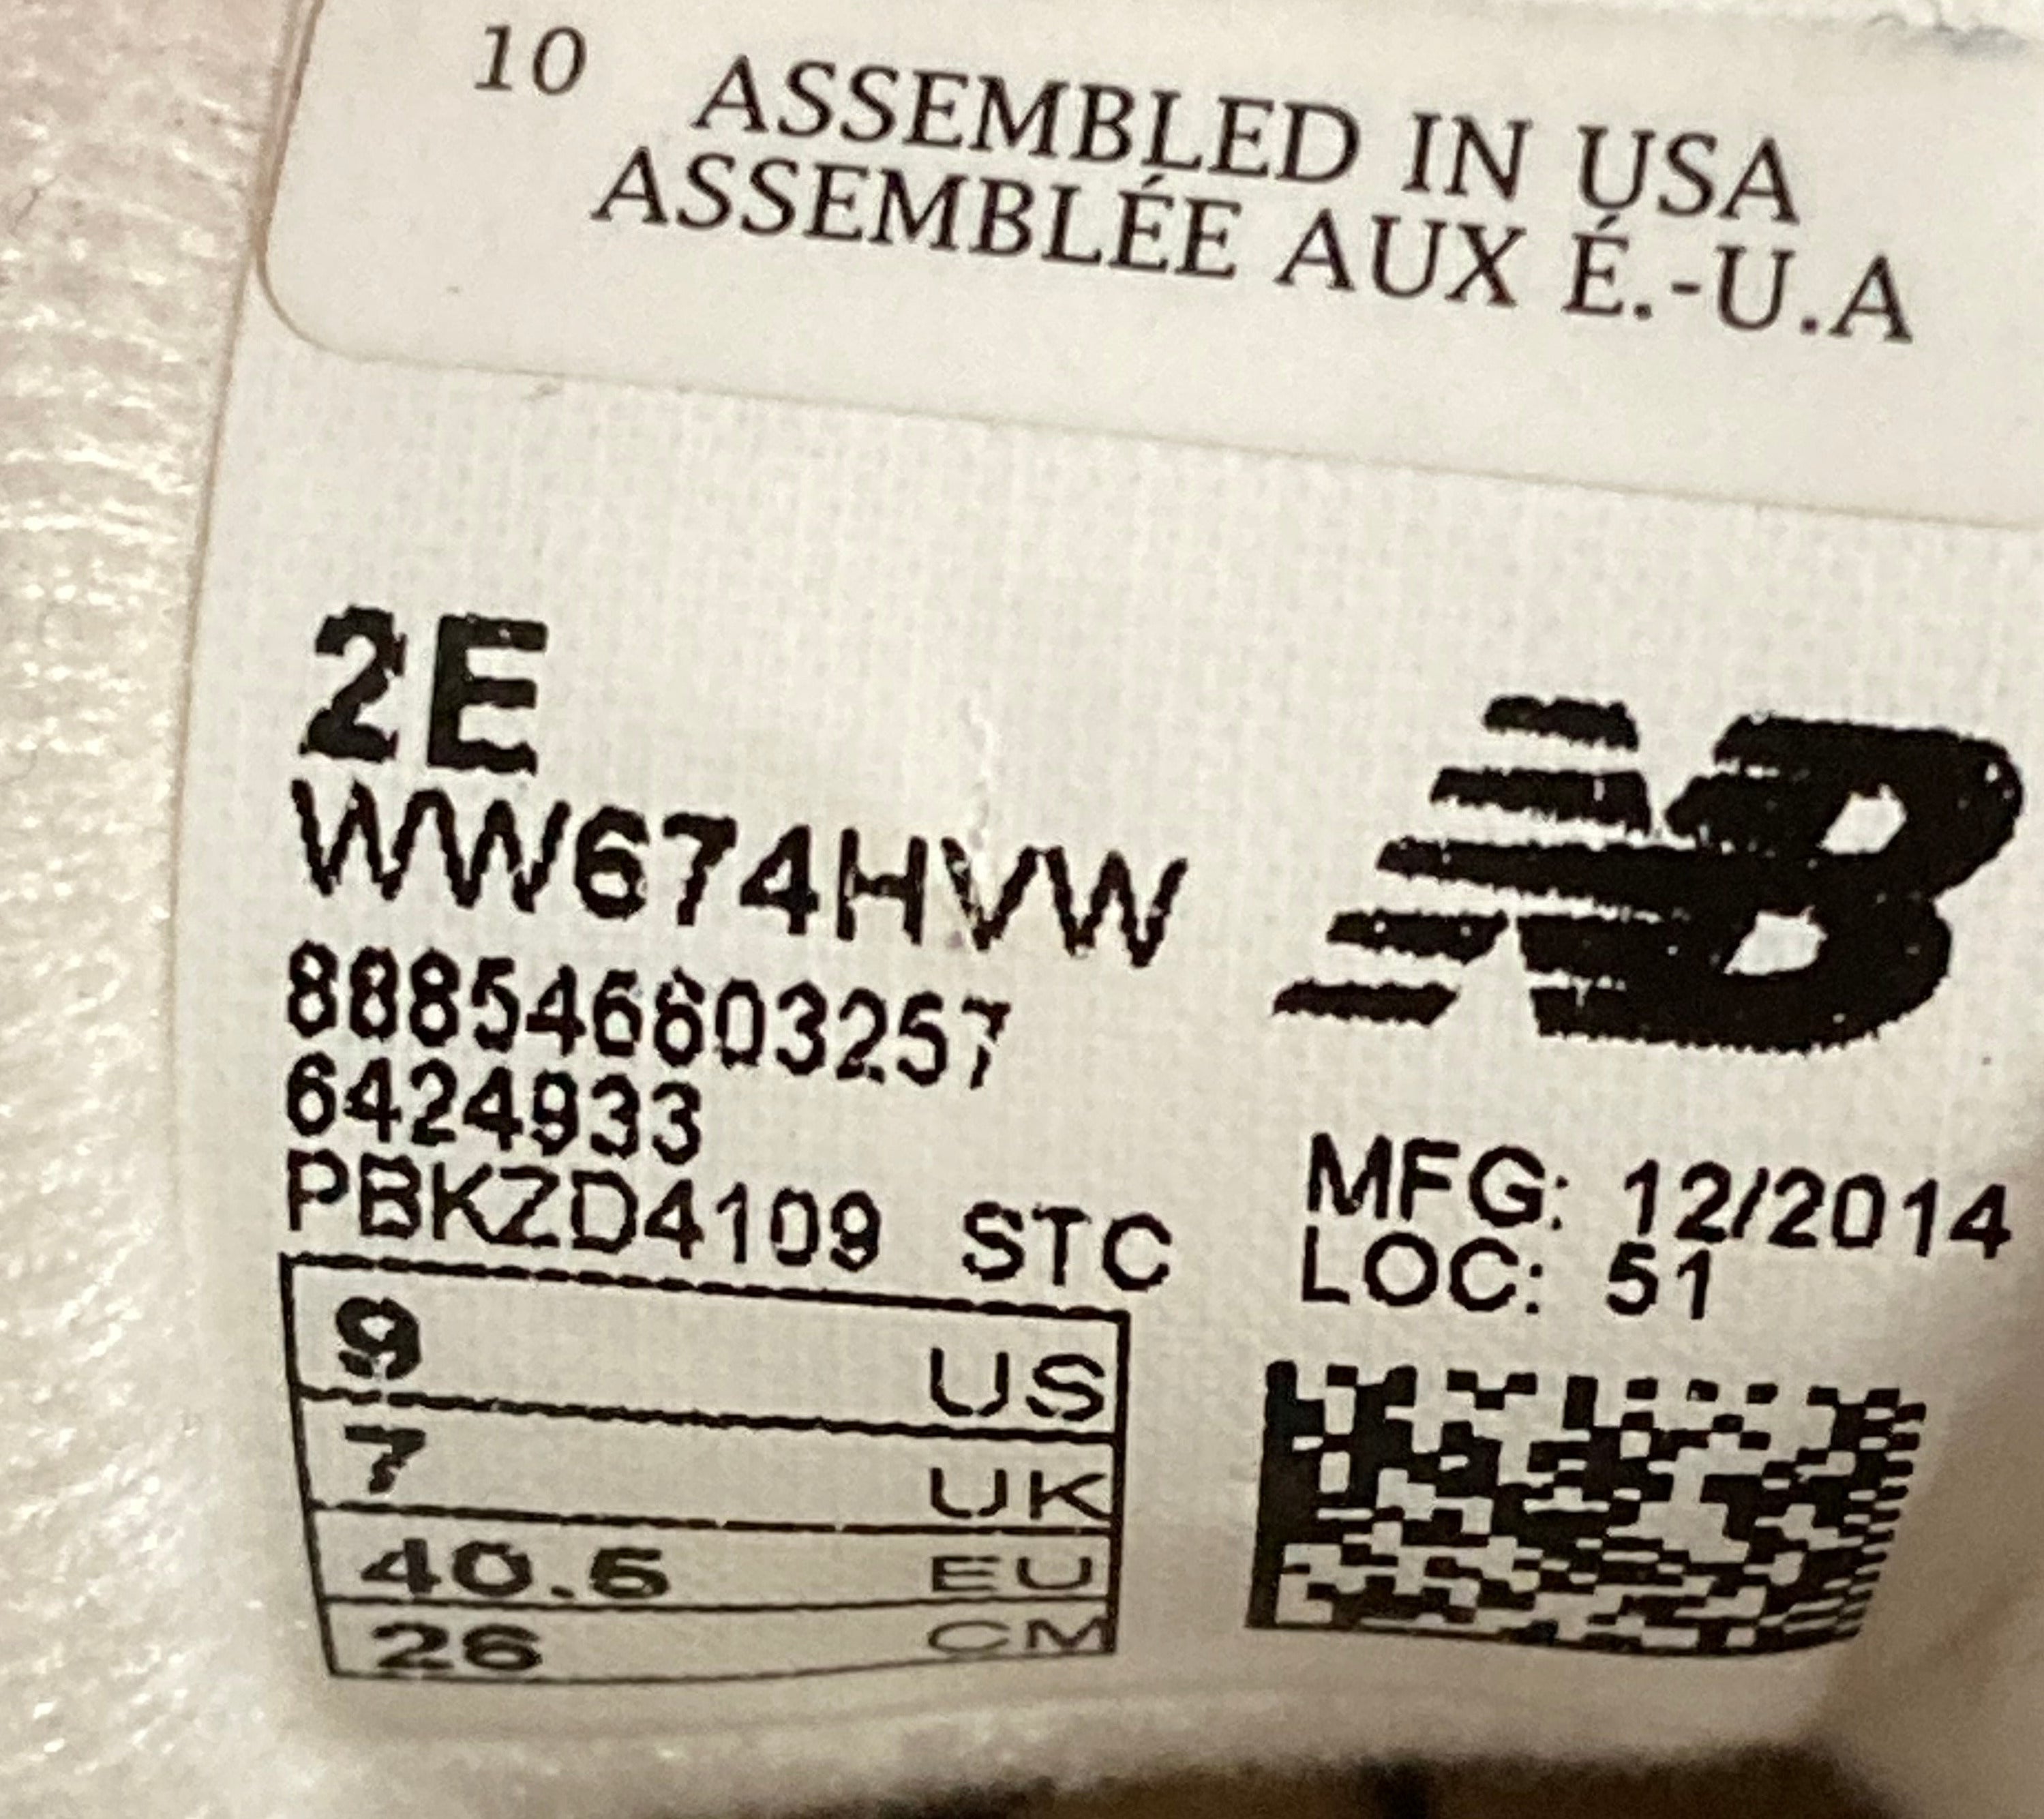 10 ASSEMBLED IN USA
ASSEMBLÉE AUX É.-U.A
2E
WW674HVW
NB
888546603257
6424933
PBKZD4109 STC
MFG: 12/2014
LOC: 51
9 US
7 UK
40.5 EU
26 CM